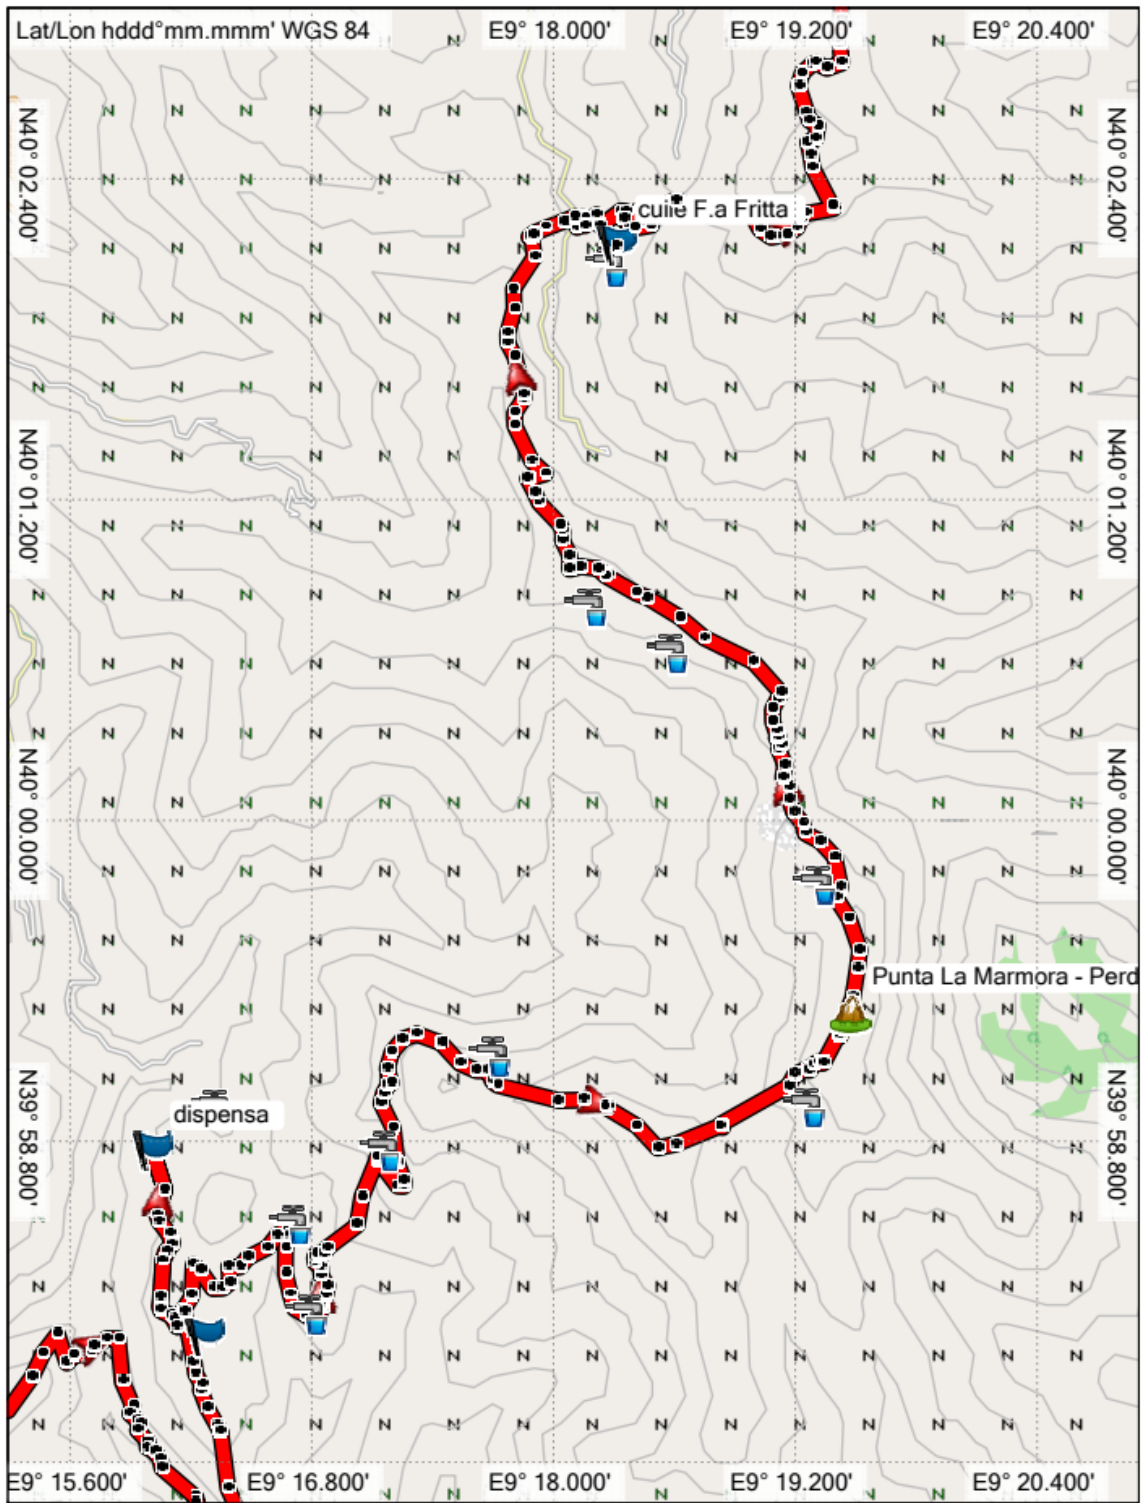 Lat/Lon hddd°mm.mmm' WGS 84
E9° 18.000'
E9° 19.200'
E9° 20.400'
N40° 02.400'
N40° 02.400'
cuile F.a Fritta
N40° 01.200'
N40° 01.200'
N40° 00.000'
N40° 00.000'
Punta La Marmora - Perd
N39° 58.800'
N39° 58.800'
dispensa
E9° 15.600'
E9° 16.800'
E9° 18.000'
E9° 19.200'
E9° 20.400'